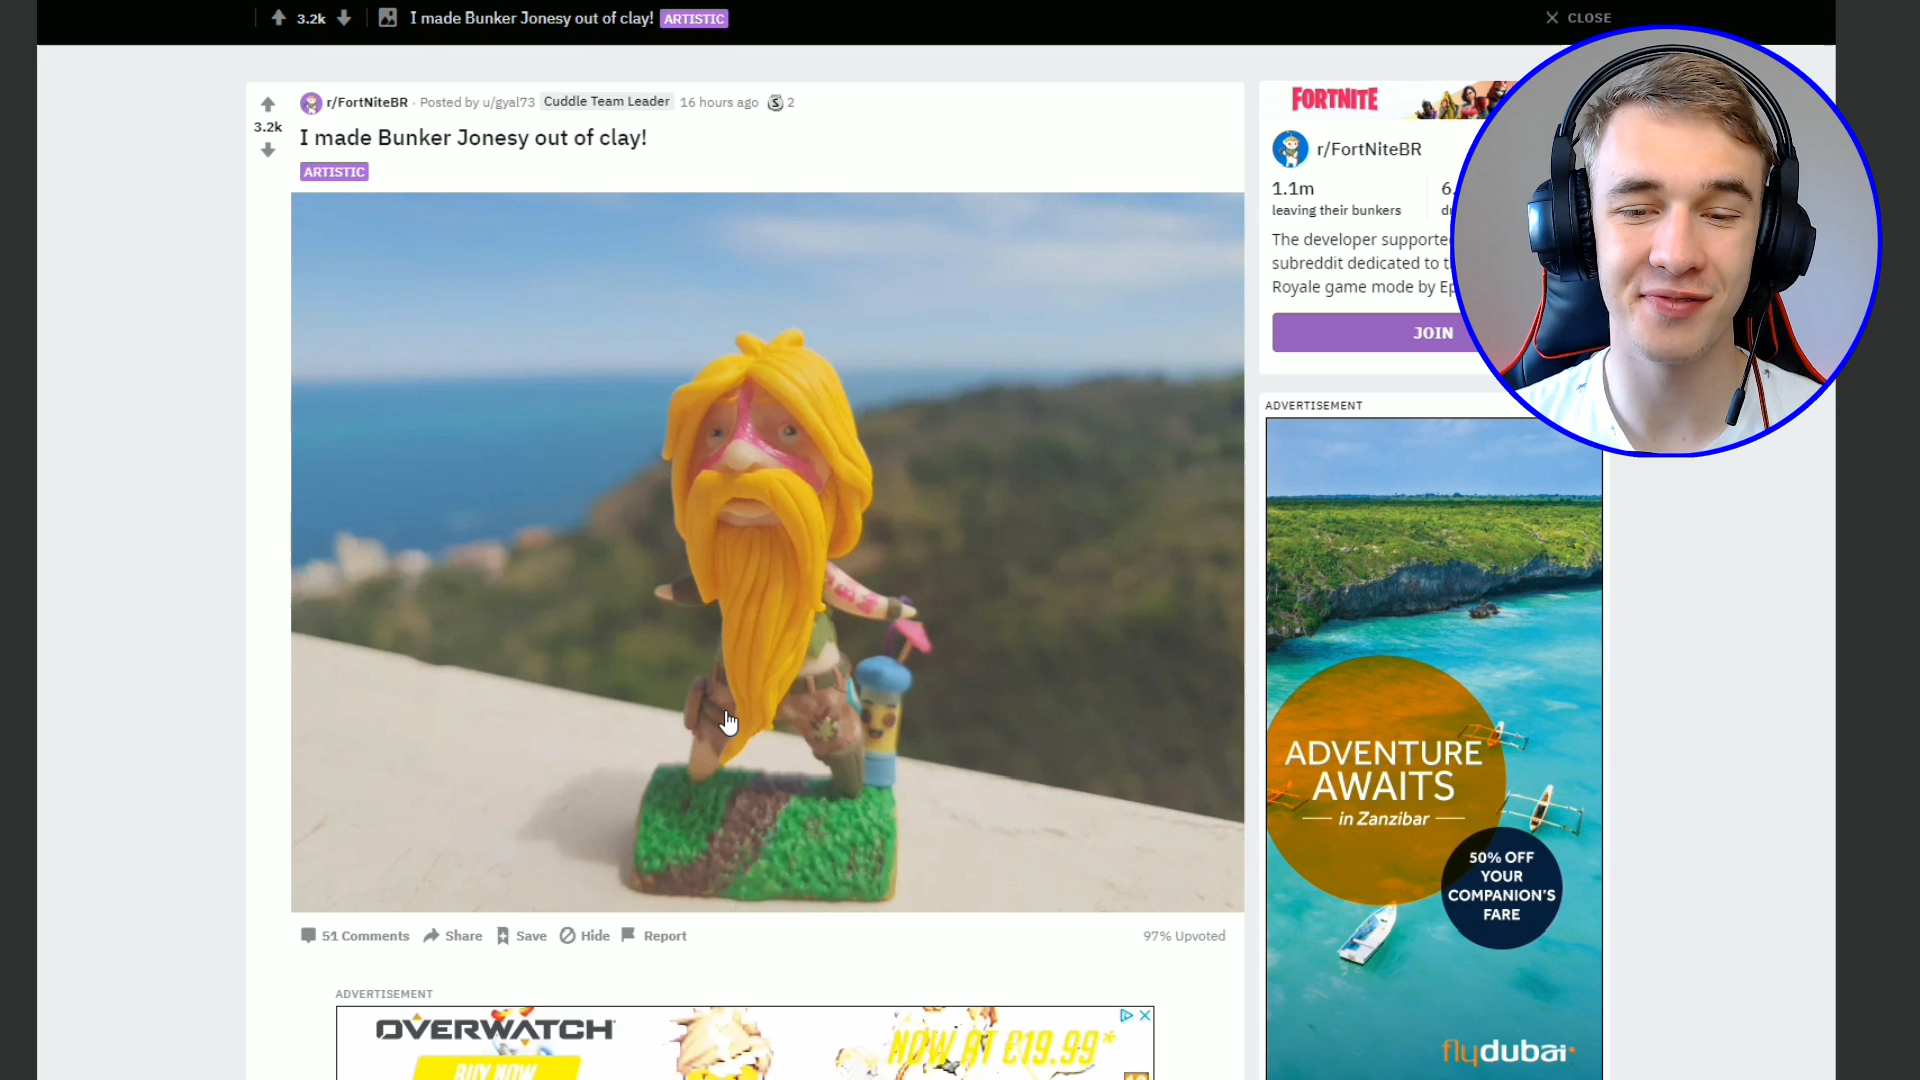 3.2k
I made Bunker Jonesy out of clay! ARTISTIC
CLOSE
r/FortNiteBR · Posted by u/gyal73 Cuddle Team Leader 16 hours ago S 2
3.2k
I made Bunker Jonesy out of clay!
ARTISTIC
51 Comments Share Save Hide Report
97% Upvoted
ADVERTISEMENT
OVERWATCH
BUY NOW
NOW AT £19.99*
FORTNITE
r/FortNiteBR
1.1m
leaving their bunkers
The developer supported
subreddit dedicated to
Royale game mode by
JOIN
ADVERTISEMENT
ADVENTURE
AWAITS
in Zanzibar
50% OFF
YOUR
COMPANION'S
FARE
flydubai